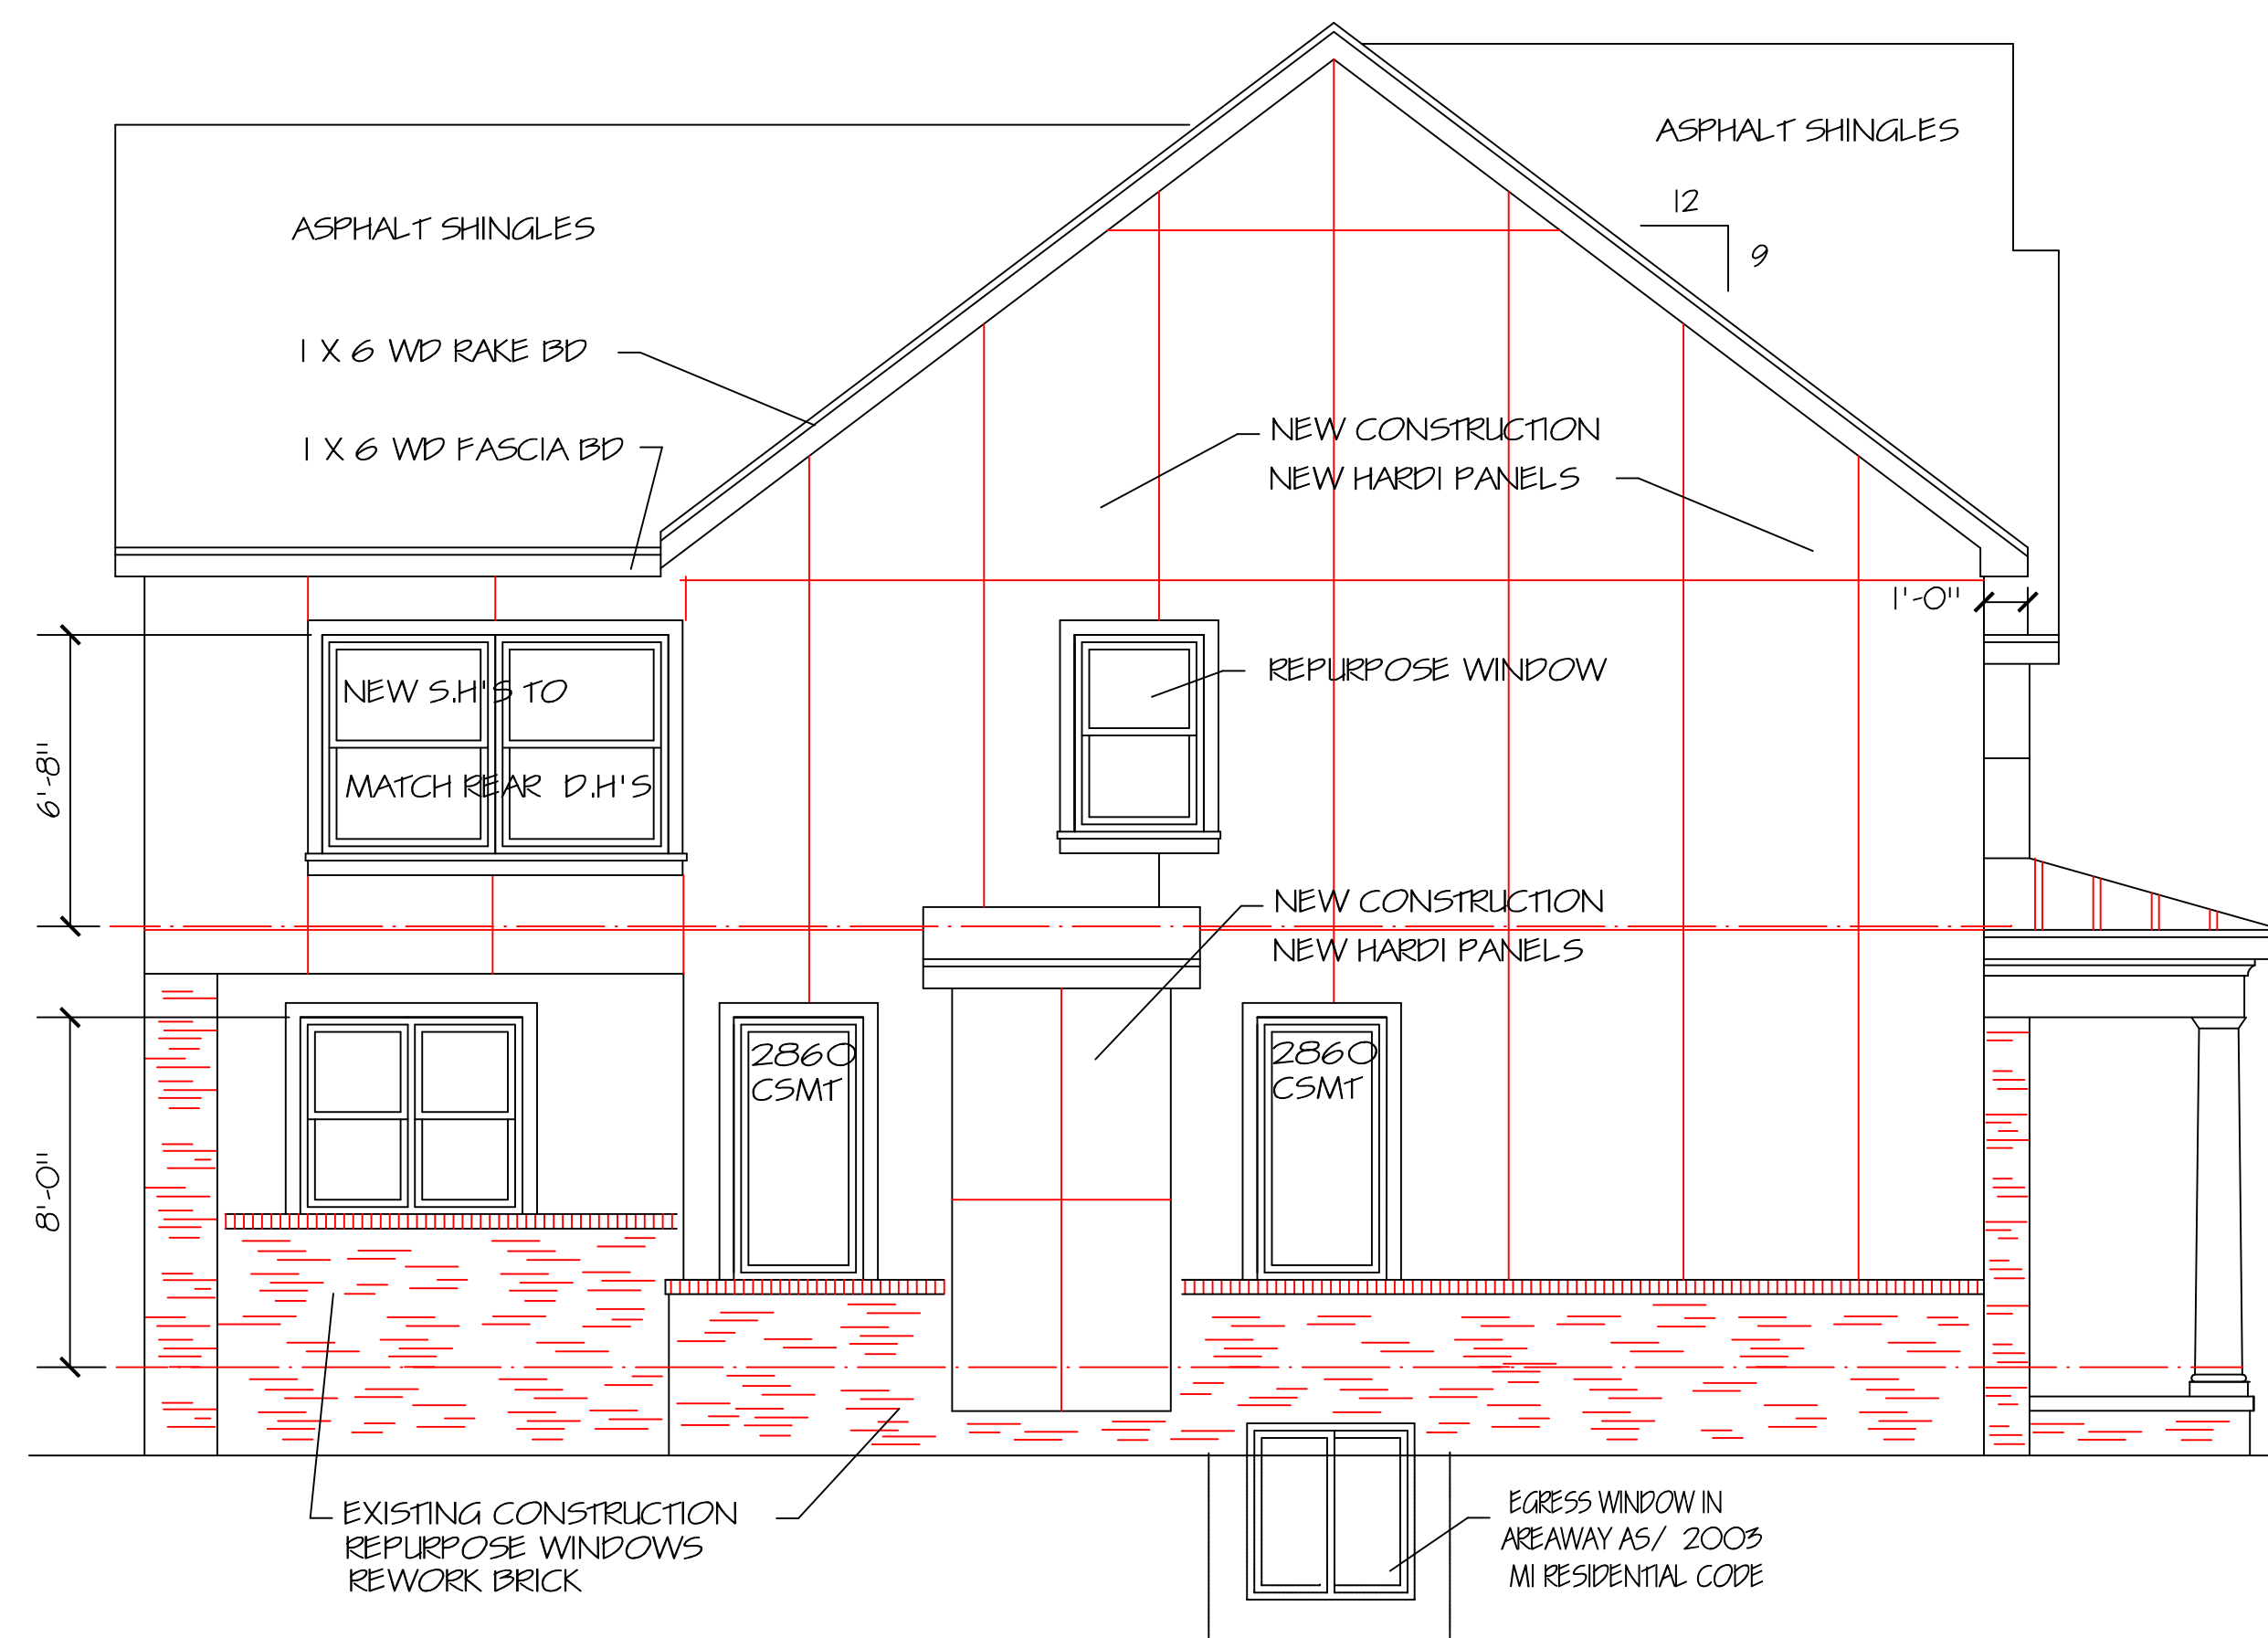 ASPHALT SHINGLES
12
9
ASPHALT SHINGLES
1 X 6 WD RAKE BD
1 X 6 WD FASCIA BD
NEW CONSTRUCTION
NEW HARDI PANELS
1'-0"
NEW S.H'S TO
MATCH REAR D.H'S
REPURPOSE WINDOW
6'-8"
NEW CONSTRUCTION
NEW HARDI PANELS
2860
CSMT
2860
CSMT
8'-0"
EXISTING CONSTRUCTION
REPURPOSE WINDOWS
REWORK BRICK
EGRESS WINDOW IN
AREAWAY AS/ 2003
MI RESIDENTIAL CODE